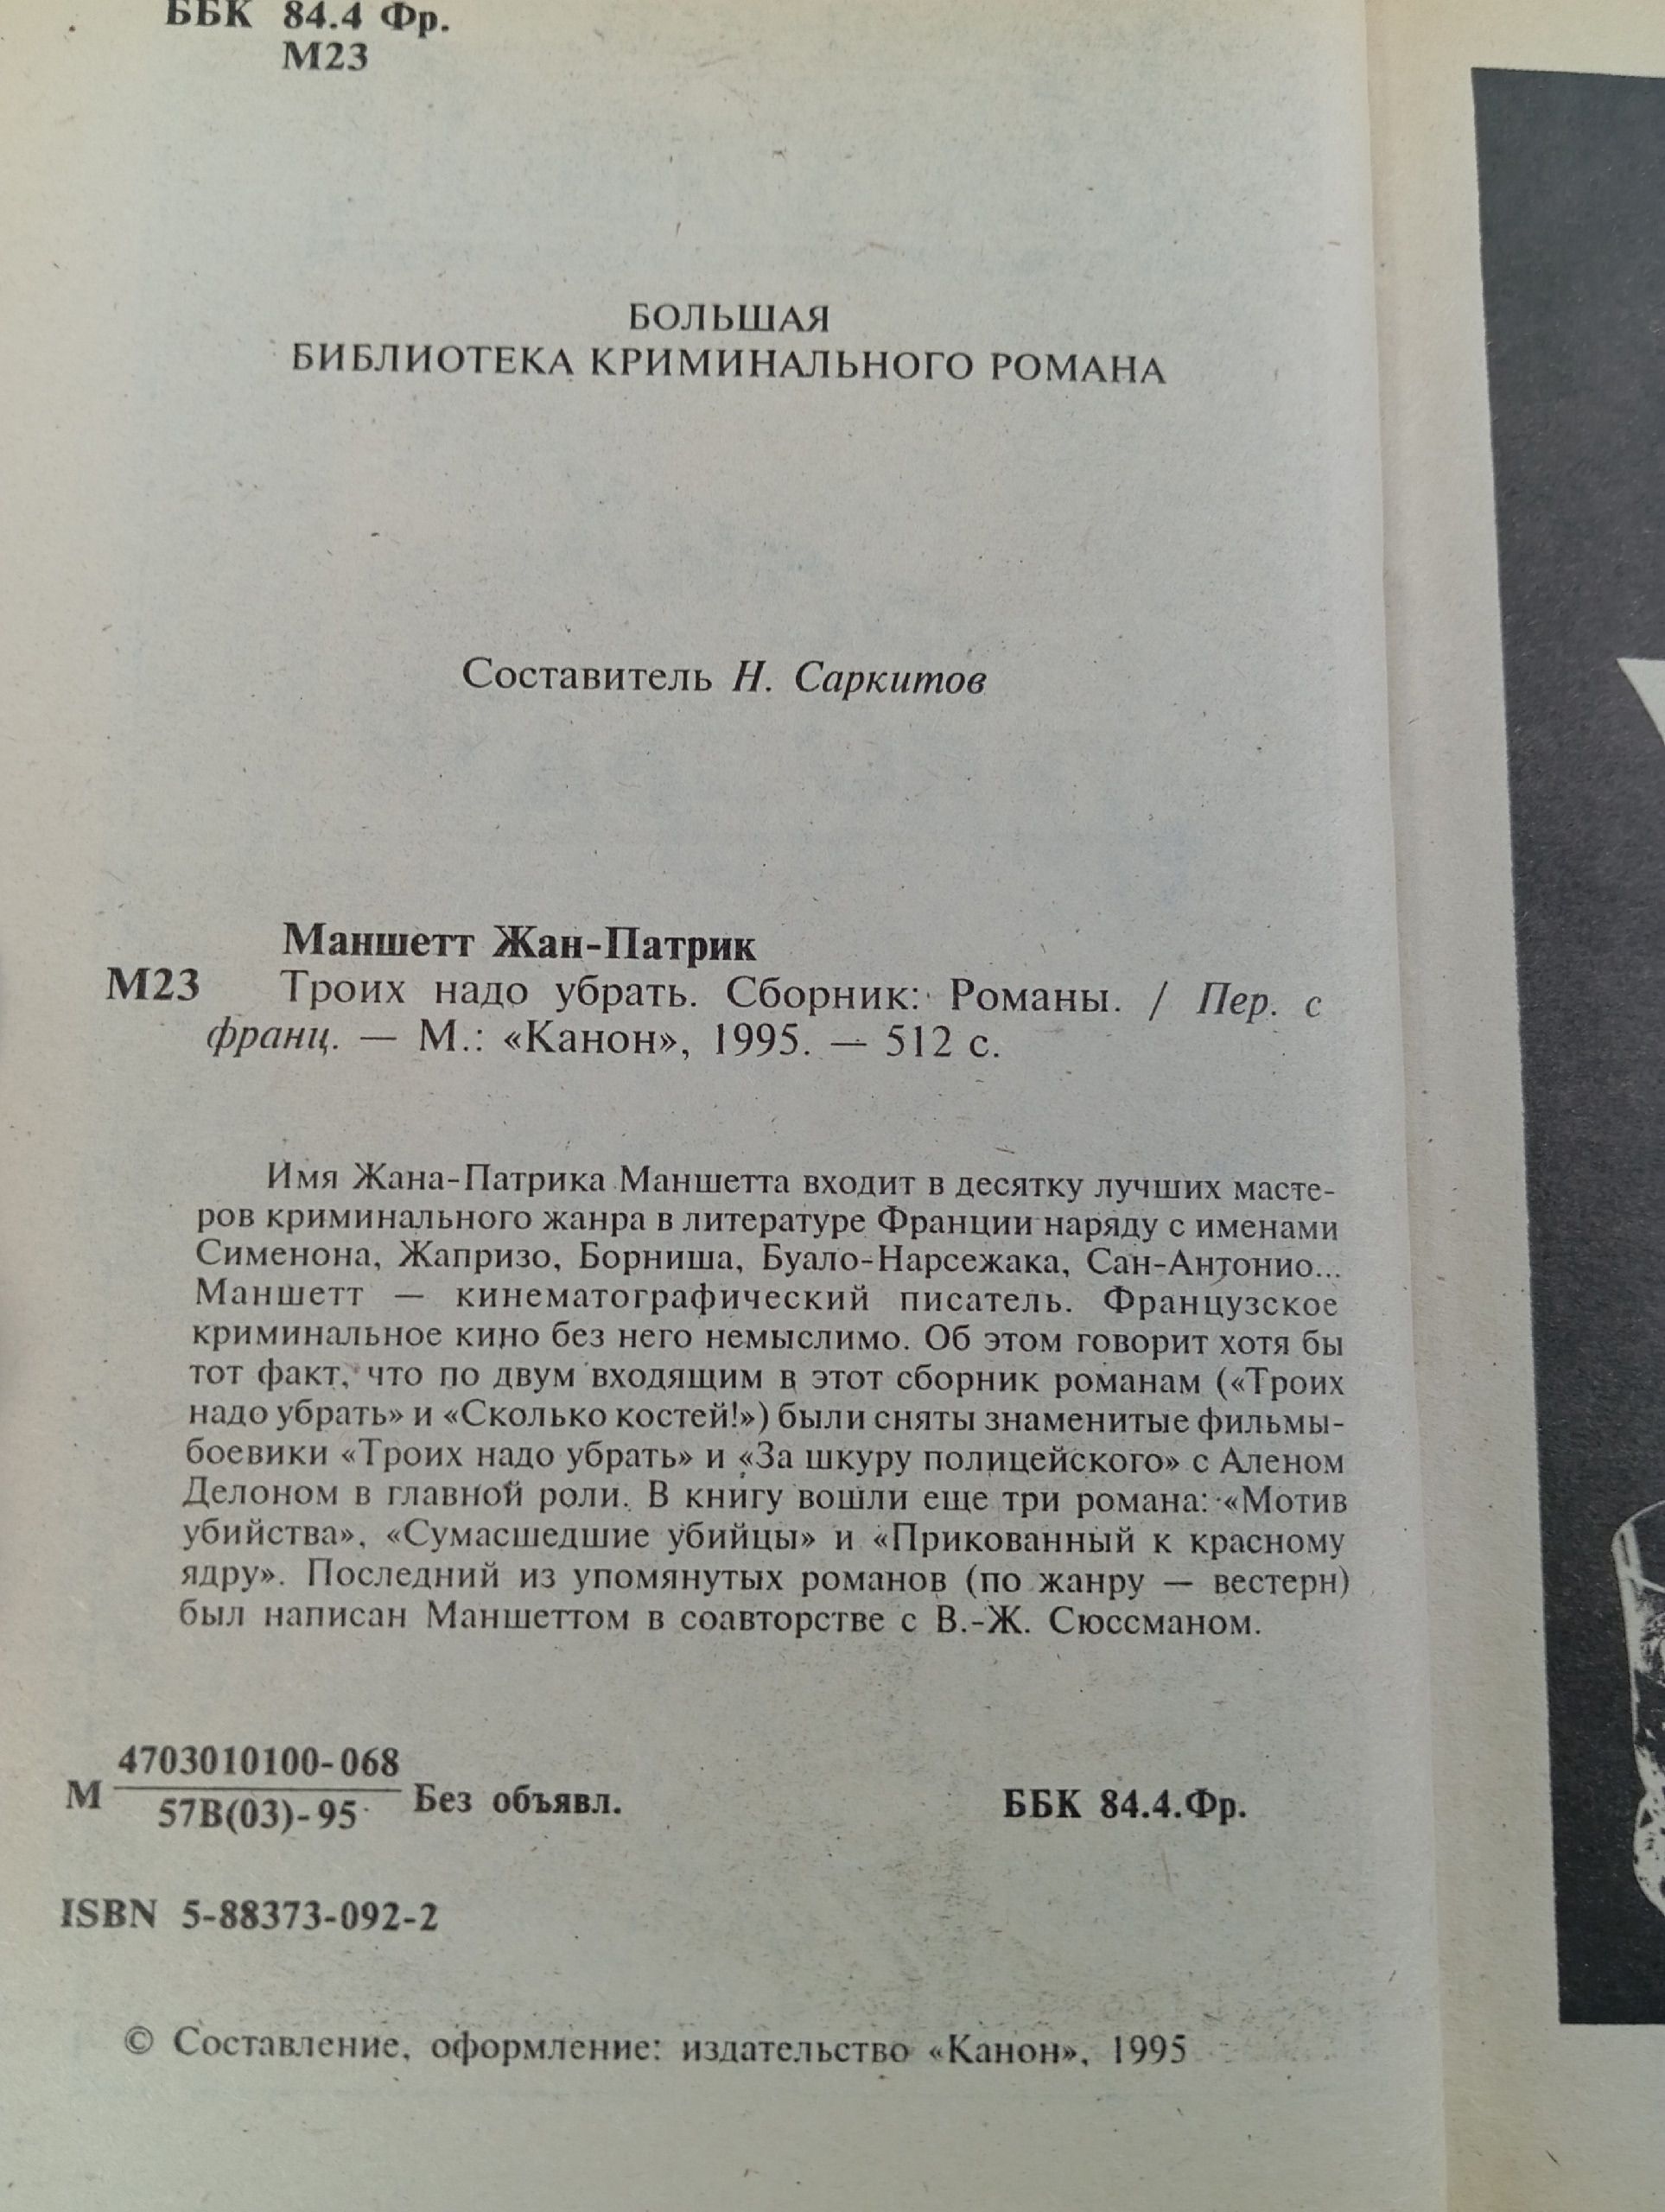 ББК 84.4 Фр.
М23
БОЛЬШАЯ
БИБЛИОТЕКА КРИМИНАЛЬНОГО РОМАНА
Составитель Н. Саркитов
Маншетт Жан-Патрик
М23 Троих надо убрать. Сборник: Романы. / Пер. с
франц. — М.: «Канон», 1995. — 512 с.
Имя Жана-Патрика Маншетта входит в десятку лучших масте-
ров криминального жанра в литературе Франции наряду с именами
Сименона, Жапризо, Борниша, Буало-Нарсежака, Сан-Антонио...
Маншетт — кинематографический писатель. Французское
криминальное кино без него немыслимо. Об этом говорит хотя бы
тот факт, что по двум входящим в этот сборник романам («Троих
надо убрать» и «Сколько костей!») были сняты знаменитые фильмы-
боевики «Троих надо убрать» и «За шкуру полицейского» с Аленом
Делоном в главной роли. В книгу вошли еще три романа: «Мотив
убийства», «Сумасшедшие убийцы» и «Прикованный к красному
ядру». Последний из упомянутых романов (по жанру — вестерн)
был написан Маншеттом в соавторстве с В.-Ж. Сюссманом.
4703010100-068
М Без объявл. ББК 84.4.Фр.
57В(03)-95
ISBN 5-88373-092-2
© Составление, оформление: издательство «Канон», 1995